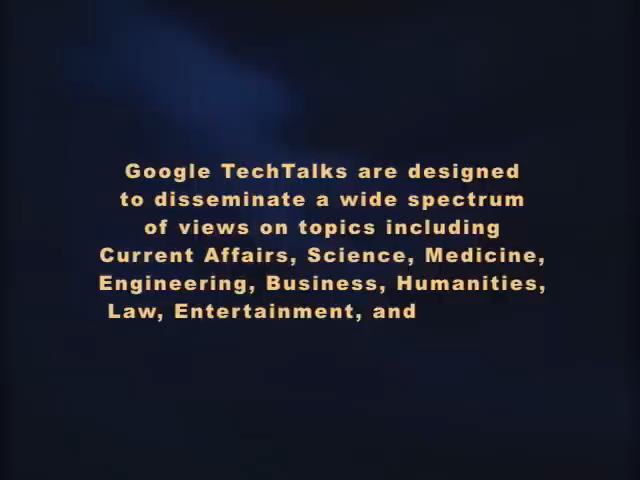 Google TechTalks are designed
to disseminate a wide spectrum
of views on topics including
Current Affairs, Science, Medicine,
Engineering, Business, Humanities,
Law, Entertainment, and